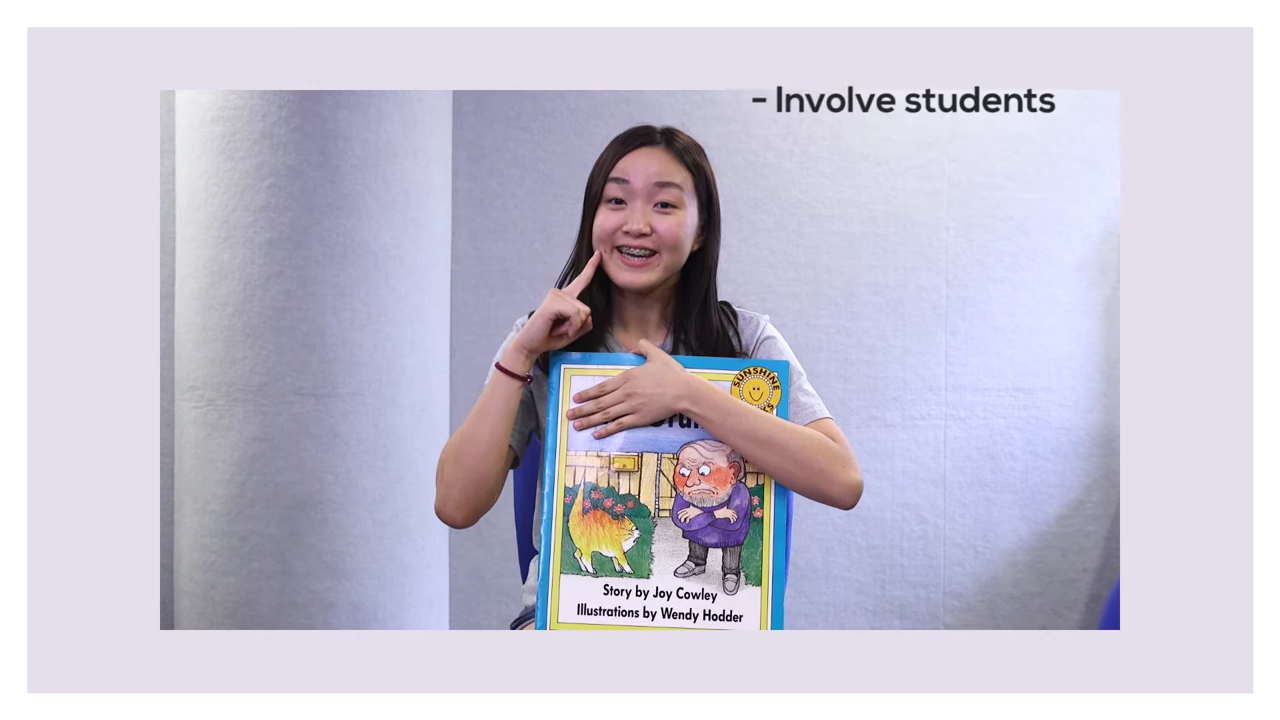 - Involve students
SUNSHINE
Story by Joy Cowley
Illustrations by Wendy Hodder